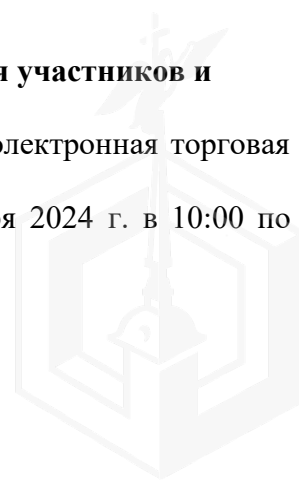 я участников и
электронная торговая
ря 2024 г. в 10:00 по